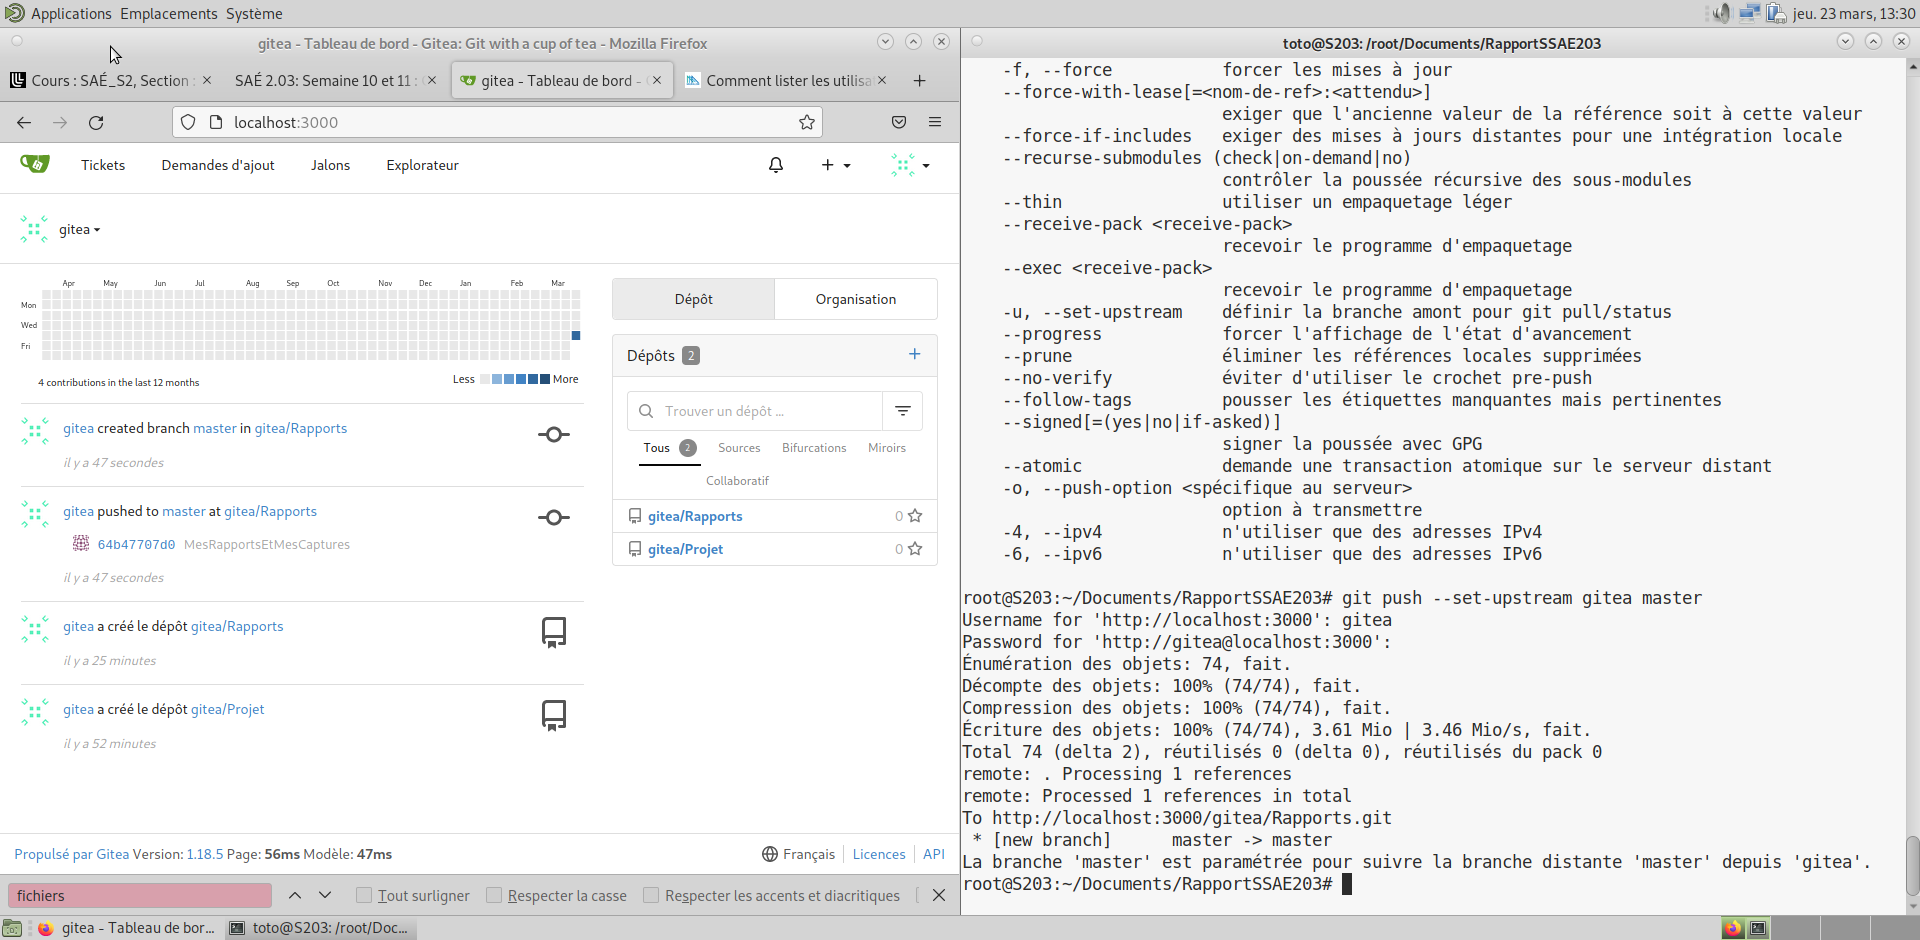 Applications Emplacements Système
jeu. 23 mars, 13:30
gitea - Tableau de bord - Gitea: Git with a cup of tea - Mozilla Firefox
Cours : SAÉ_S2, Section :
SAÉ 2.03: Semaine 10 et 11 :
gitea - Tableau de bord -
Comment lister les utilisa
localhost:3000
Tickets
Demandes d'ajout
Jalons
Explorateur
gitea
Apr May Jun Jul Aug Sep Oct Nov Dec Jan Feb Mar
Mon
Wed
Fri
4 contributions in the last 12 months
Less
More
gitea created branch master in gitea/Rapports
il y a 47 secondes
gitea pushed to master at gitea/Rapports
64b47707d0 MesRapportsEtMesCaptures
il y a 47 secondes
gitea a créé le dépôt gitea/Rapports
il y a 25 minutes
gitea a créé le dépôt gitea/Projet
il y a 52 minutes
Dépôt
Organisation
Dépôts 2
Trouver un dépôt ...
Tous 2
Sources
Bifurcations
Miroirs
Collaboratif
gitea/Rapports 0
gitea/Projet 0
Propulsé par Gitea Version: 1.18.5 Page: 56ms Modèle: 47ms
Français
Licences
API
fichiers
Tout surligner
Respecter la casse
Respecter les accents et diacritiques
toto@S203: /root/Documents/RapportSSAE203
-f, --force forcer les mises à jour
--force-with-lease[=<nom-de-ref>:<attendu>]
exiger que l'ancienne valeur de la référence soit à cette valeur
--force-if-includes exiger des mises à jours distantes pour une intégration locale
--recurse-submodules (check|on-demand|no)
contrôler la poussée récursive des sous-modules
--thin utiliser un empaquetage léger
--receive-pack <receive-pack>
recevoir le programme d'empaquetage
--exec <receive-pack>
recevoir le programme d'empaquetage
-u, --set-upstream définir la branche amont pour git pull/status
--progress forcer l'affichage de l'état d'avancement
--prune éliminer les références locales supprimées
--no-verify éviter d'utiliser le crochet pre-push
--follow-tags pousser les étiquettes manquantes mais pertinentes
--signed[=(yes|no|if-asked)]
signer la poussée avec GPG
--atomic demande une transaction atomique sur le serveur distant
-o, --push-option <spécifique au serveur>
option à transmettre
-4, --ipv4 n'utiliser que des adresses IPv4
-6, --ipv6 n'utiliser que des adresses IPv6
root@S203:~/Documents/RapportSSAE203# git push --set-upstream gitea master
Username for 'http://localhost:3000': gitea
Password for 'http://gitea@localhost:3000':
Énumération des objets: 74, fait.
Décompte des objets: 100% (74/74), fait.
Compression des objets: 100% (74/74), fait.
Écriture des objets: 100% (74/74), 3.61 Mio | 3.46 Mio/s, fait.
Total 74 (delta 2), réutilisés 0 (delta 0), réutilisés du pack 0
remote: . Processing 1 references
remote: Processed 1 references in total
To http://localhost:3000/gitea/Rapports.git
* [new branch] master -> master
La branche 'master' est paramétrée pour suivre la branche distante 'master' depuis 'gitea'.
root@S203:~/Documents/RapportSSAE203#
gitea - Tableau de bor...
toto@S203: /root/Doc...